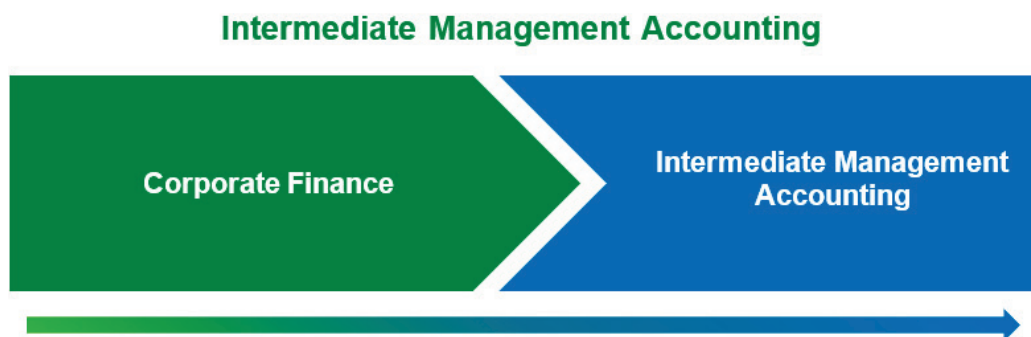 Intermediate Management Accounting
Corporate Finance
Intermediate Management
Accounting